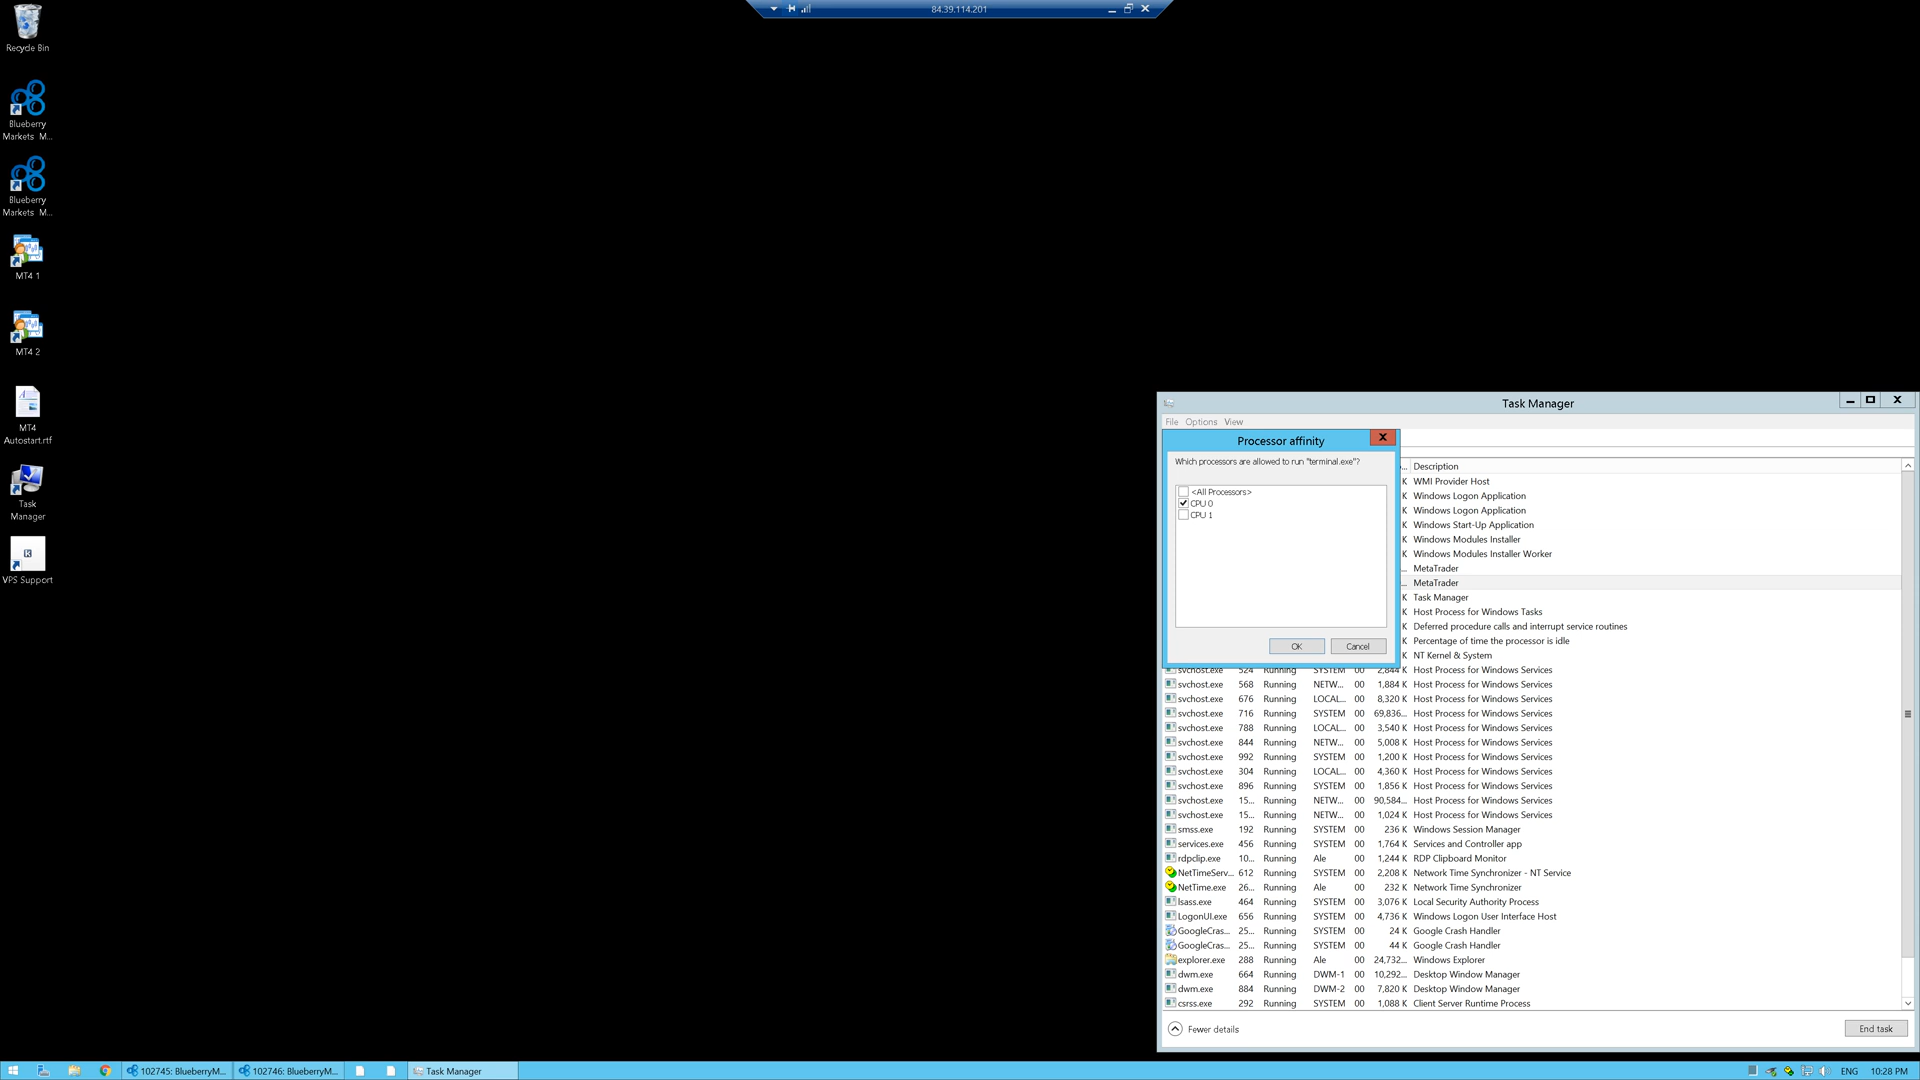 84.39.114.201
Recycle Bin
Blueberry
Markets M...
Blueberry
Markets M...
MT4 1
MT4 2
MT4
Autostart.rtf
Task
Manager
VPS Support
Task Manager
File Options View
Processor affinity
Which processors are allowed to run "terminal.exe"?
<All Processors>
CPU 0
CPU 1
OK Cancel
... Description
K WMI Provider Host
K Windows Logon Application
K Windows Logon Application
K Windows Start-Up Application
K Windows Modules Installer
K Windows Modules Installer Worker
... MetaTrader
... MetaTrader
K Task Manager
K Host Process for Windows Tasks
K Deferred procedure calls and interrupt service routines
K Percentage of time the processor is idle
K NT Kernel & System
svchost.exe 524 Running SYSTEM 00 2,844 K Host Process for Windows Services
svchost.exe 568 Running NETW... 00 1,884 K Host Process for Windows Services
svchost.exe 676 Running LOCAL... 00 8,320 K Host Process for Windows Services
svchost.exe 716 Running SYSTEM 00 69,836... Host Process for Windows Services
svchost.exe 788 Running LOCAL... 00 3,540 K Host Process for Windows Services
svchost.exe 844 Running NETW... 00 5,008 K Host Process for Windows Services
svchost.exe 992 Running SYSTEM 00 1,200 K Host Process for Windows Services
svchost.exe 304 Running LOCAL... 00 4,360 K Host Process for Windows Services
svchost.exe 896 Running SYSTEM 00 1,856 K Host Process for Windows Services
svchost.exe 15... Running NETW... 00 90,584... Host Process for Windows Services
svchost.exe 15... Running NETW... 00 1,024 K Host Process for Windows Services
smss.exe 192 Running SYSTEM 00 236 K Windows Session Manager
services.exe 456 Running SYSTEM 00 1,764 K Services and Controller app
rdpclip.exe 10... Running Ale 00 1,244 K RDP Clipboard Monitor
NetTimeServ... 612 Running SYSTEM 00 2,208 K Network Time Synchronizer - NT Service
NetTime.exe 26... Running Ale 00 232 K Network Time Synchronizer
lsass.exe 464 Running SYSTEM 00 3,076 K Local Security Authority Process
LogonUI.exe 656 Running SYSTEM 00 4,736 K Windows Logon User Interface Host
GoogleCras... 25... Running SYSTEM 00 24 K Google Crash Handler
GoogleCras... 25... Running SYSTEM 00 44 K Google Crash Handler
explorer.exe 288 Running Ale 00 24,732... Windows Explorer
dwm.exe 664 Running DWM-1 00 10,292... Desktop Window Manager
dwm.exe 884 Running DWM-2 00 7,820 K Desktop Window Manager
csrss.exe 292 Running SYSTEM 00 1,088 K Client Server Runtime Process
Fewer details End task
102745: BlueberryM... 102746: BlueberryM... Task Manager ENG 10:28 PM